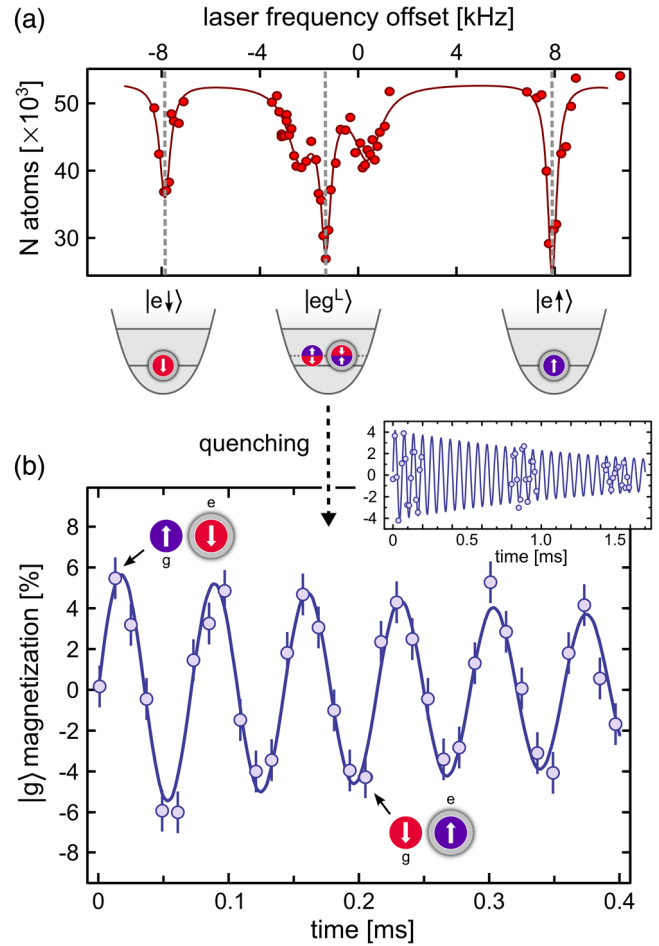 (a)
laser frequency offset [kHz]
-8 -4 0 4 8
N atoms [×10³]
50
40
30
|e↓⟩ |egᴸ⟩ |e↑⟩
quenching
(b)
4
2
0
-2
-4
0 0.5 1.0 1.5
time [ms]
|g⟩ magnetization [%]
8
6
4
2
0
-2
-4
-6
-8
e
g
e
g
0 0.1 0.2 0.3 0.4
time [ms]